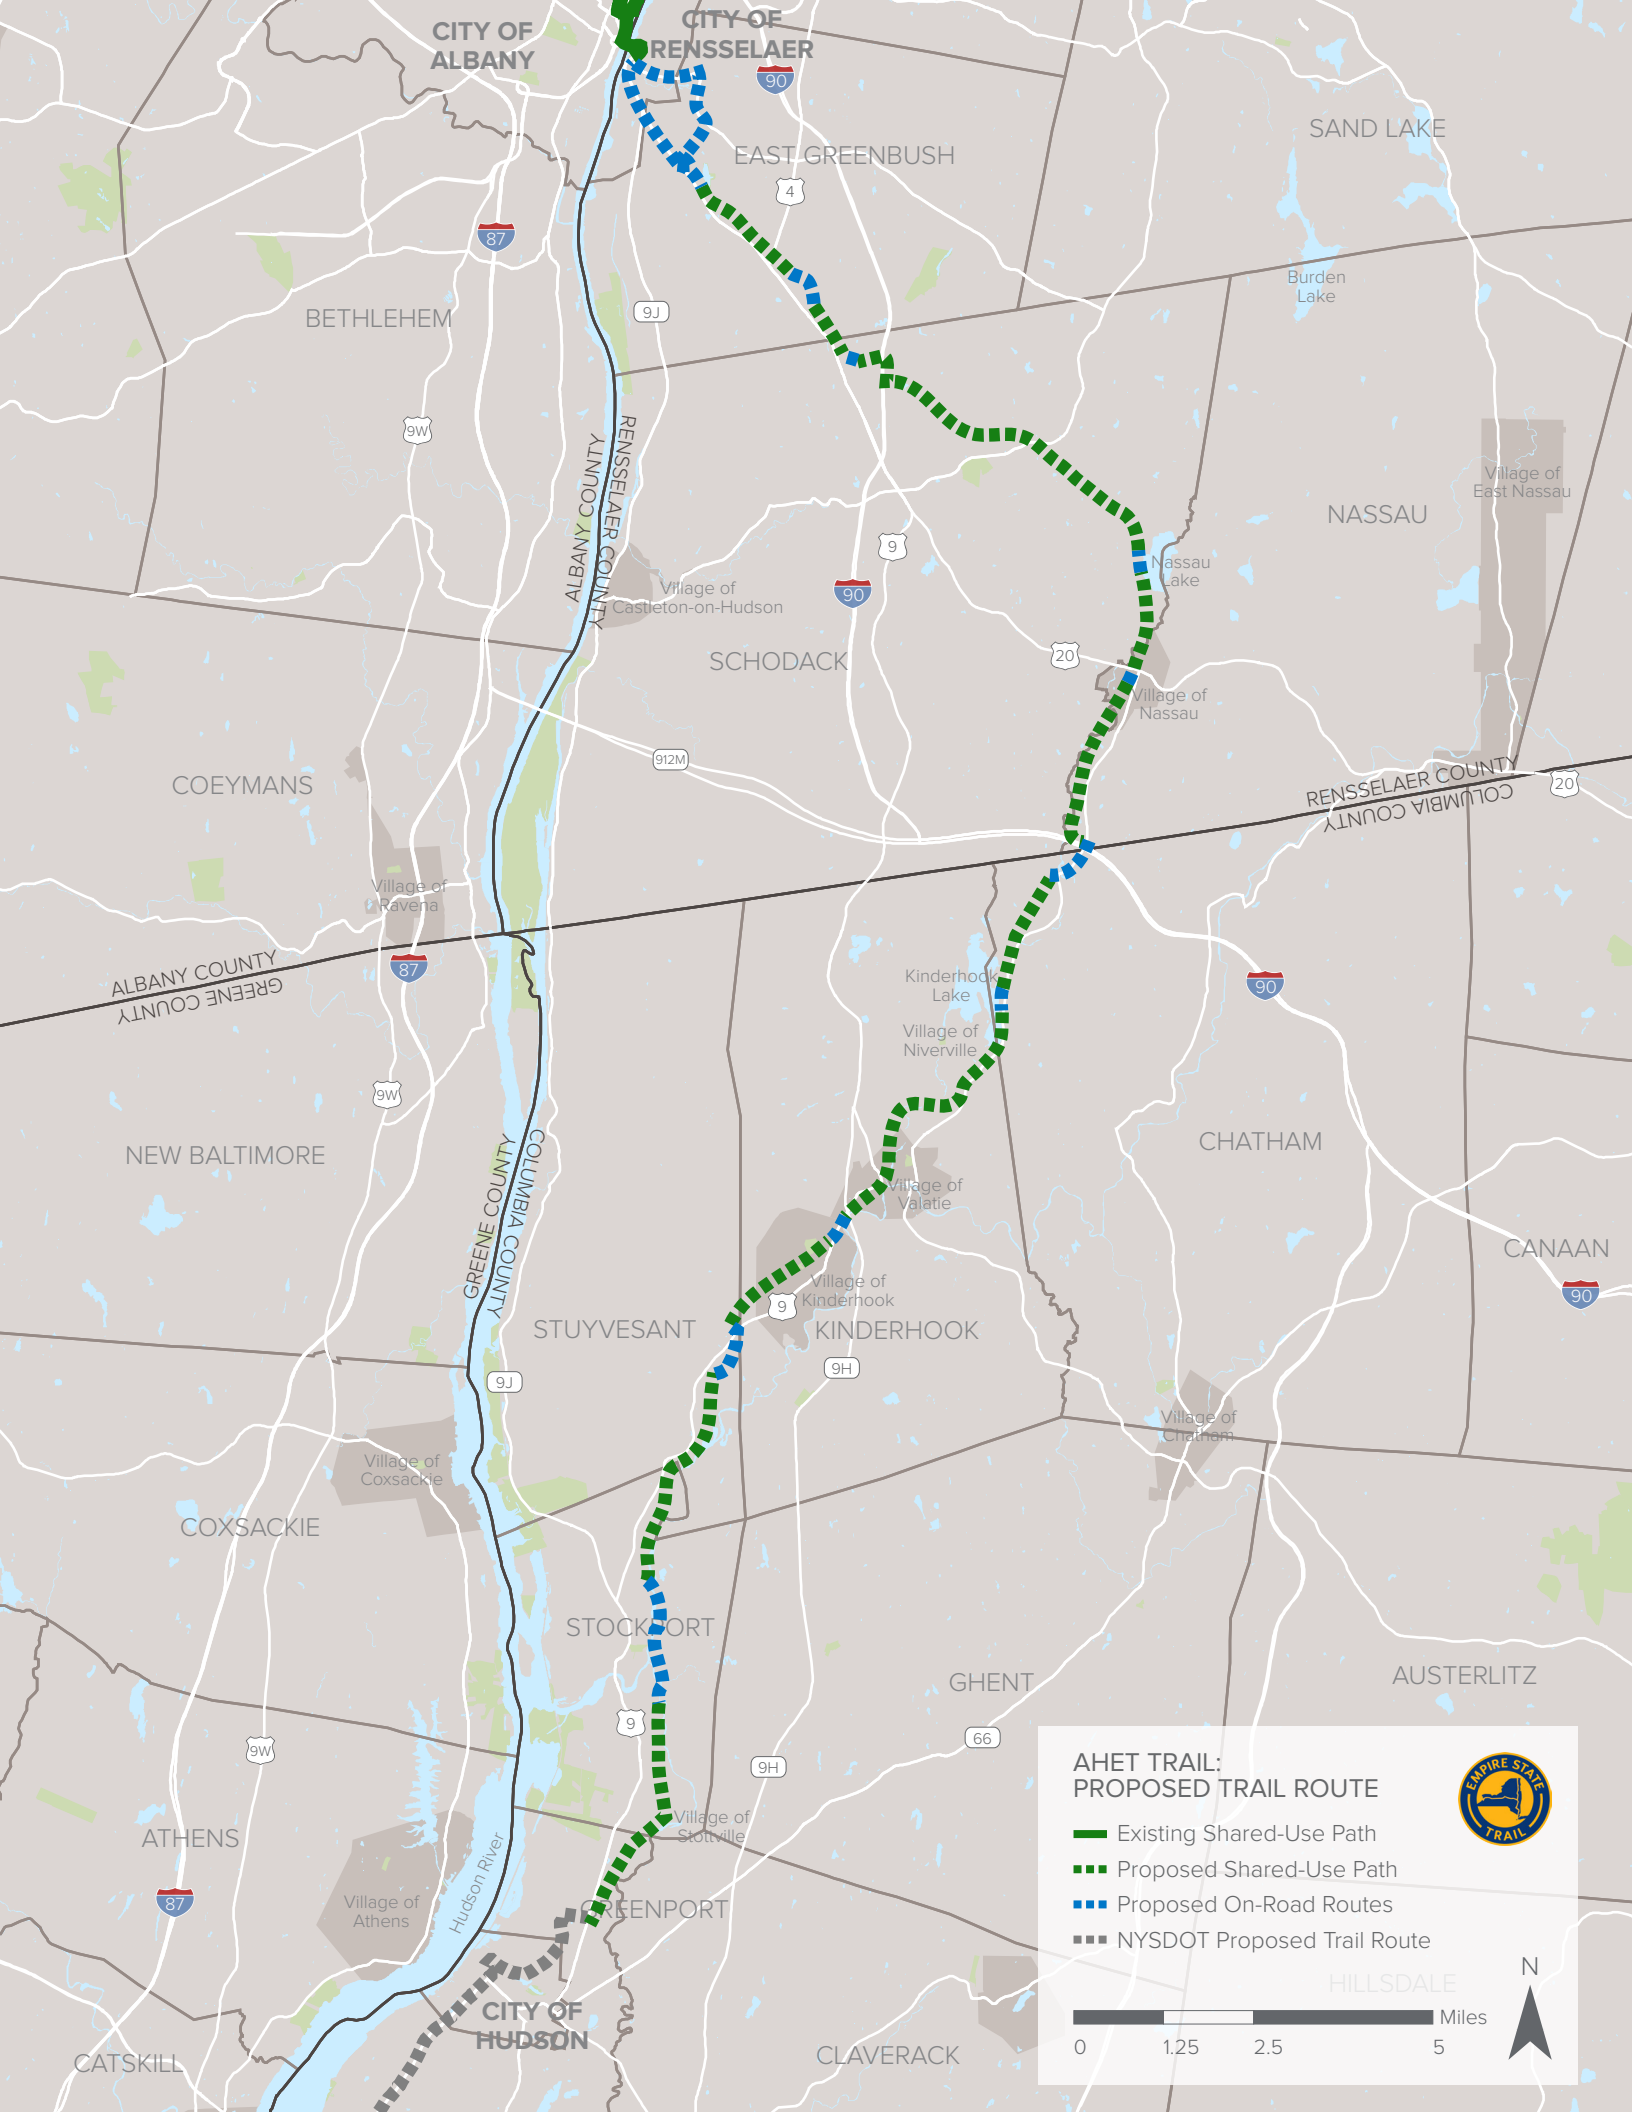 CITY OF
ALBANY
CITY OF
RENSSELAER
90
SAND LAKE
EAST GREENBUSH
4
87
Burden
Lake
BETHLEHEM
9J
9W
ALBANY COUNTY
RENSSELAER COUNTY
Village of
East Nassau
NASSAU
9
Nassau
Lake
90
Village of
Castleton-on-Hudson
SCHODACK
20
Village of
Nassau
912M
COEYMANS
RENSSELAER COUNTY
COLUMBIA COUNTY
20
Village of
Ravena
87
ALBANY COUNTY
GREENE COUNTY
Kinderhook
Lake
90
Village of
Niverville
9W
NEW BALTIMORE
CHATHAM
GREENE COUNTY
COLUMBIA COUNTY
Village of
Valatie
CANAAN
90
Village of
Kinderhook
9
STUYVESANT
KINDERHOOK
9J
9H
Village of
Chatham
Village of
Coxsackie
COXSACKIE
STOCKPORT
GHENT
AUSTERLITZ
9
66
9W
9H
Village of
Stottville
ATHENS
87
Village of
Athens
Hudson River
GREENPORT
CITY OF
HUDSON
CATSKILL
CLAVERACK
AHET TRAIL:
PROPOSED TRAIL ROUTE
EMPIRE STATE
TRAIL
Existing Shared-Use Path
Proposed Shared-Use Path
Proposed On-Road Routes
NYSDOT Proposed Trail Route
HILLSDALE
N
Miles
0 1.25 2.5 5